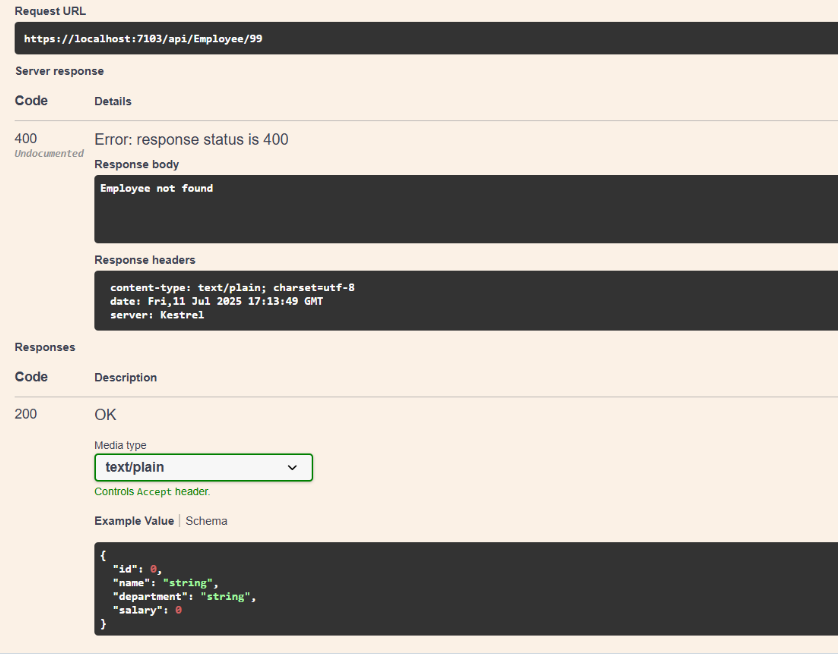 Request URL
https://localhost:7103/api/Employee/99
Server response
Code Details
400 Error: response status is 400
Undocumented
Response body
Employee not found
Response headers
content-type: text/plain; charset=utf-8
date: Fri,11 Jul 2025 17:13:49 GMT
server: Kestrel
Responses
Code Description
200 OK
Media type
text/plain
Controls Accept header.
Example Value | Schema
{
"id": 0,
"name": "string",
"department": "string",
"salary": 0
}